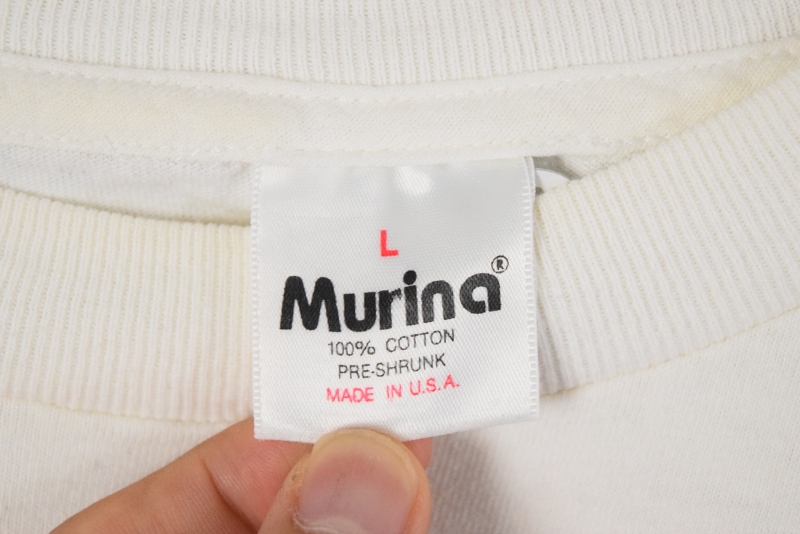 L
Murina®
100% COTTON
PRE-SHRUNK
MADE IN U.S.A.